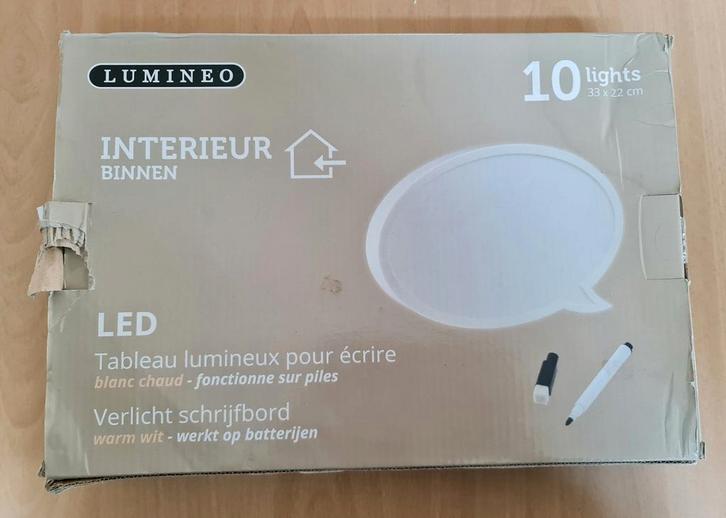 LUMINEO
10 lights
33 x 22 cm
INTERIEUR
BINNEN
LED
Tableau lumineux pour écrire
blanc chaud - fonctionne sur piles
Verlicht schrijfbord
warm wit - werkt op batterijen